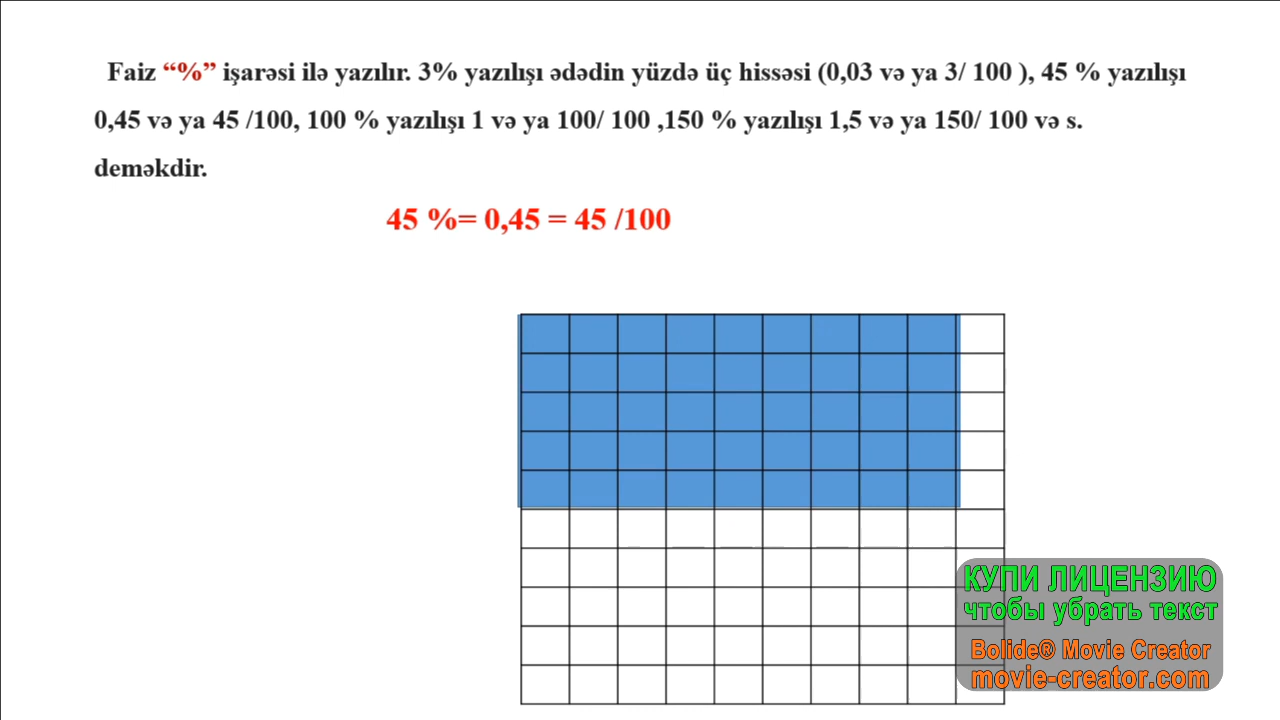 Faiz “%” işarəsi ilə yazılır. 3% yazılışı ədədin yüzdə üç hissəsi (0,03 və ya 3/ 100 ), 45 % yazılışı
0,45 və ya 45 /100, 100 % yazılışı 1 və ya 100/ 100 ,150 % yazılışı 1,5 və ya 150/ 100 və s.
deməkdir.
45 %= 0,45 = 45 /100
КУПИ ЛИЦЕНЗИЮ
чтобы убрать текст
Bolide® Movie Creator
movie-creator.com